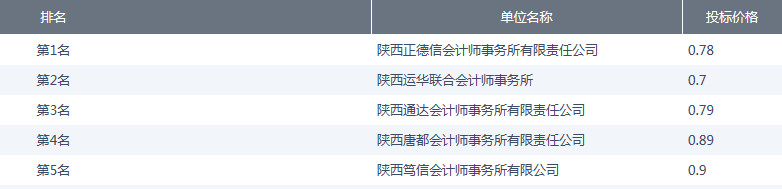 排名 单位名称 投标价格
第1名 陕西正德信会计师事务所有限责任公司 0.78
第2名 陕西运华联合会计师事务所 0.7
第3名 陕西通达会计师事务所有限责任公司 0.79
第4名 陕西唐都会计师事务所有限责任公司 0.89
第5名 陕西笃信会计师事务所有限公司 0.9